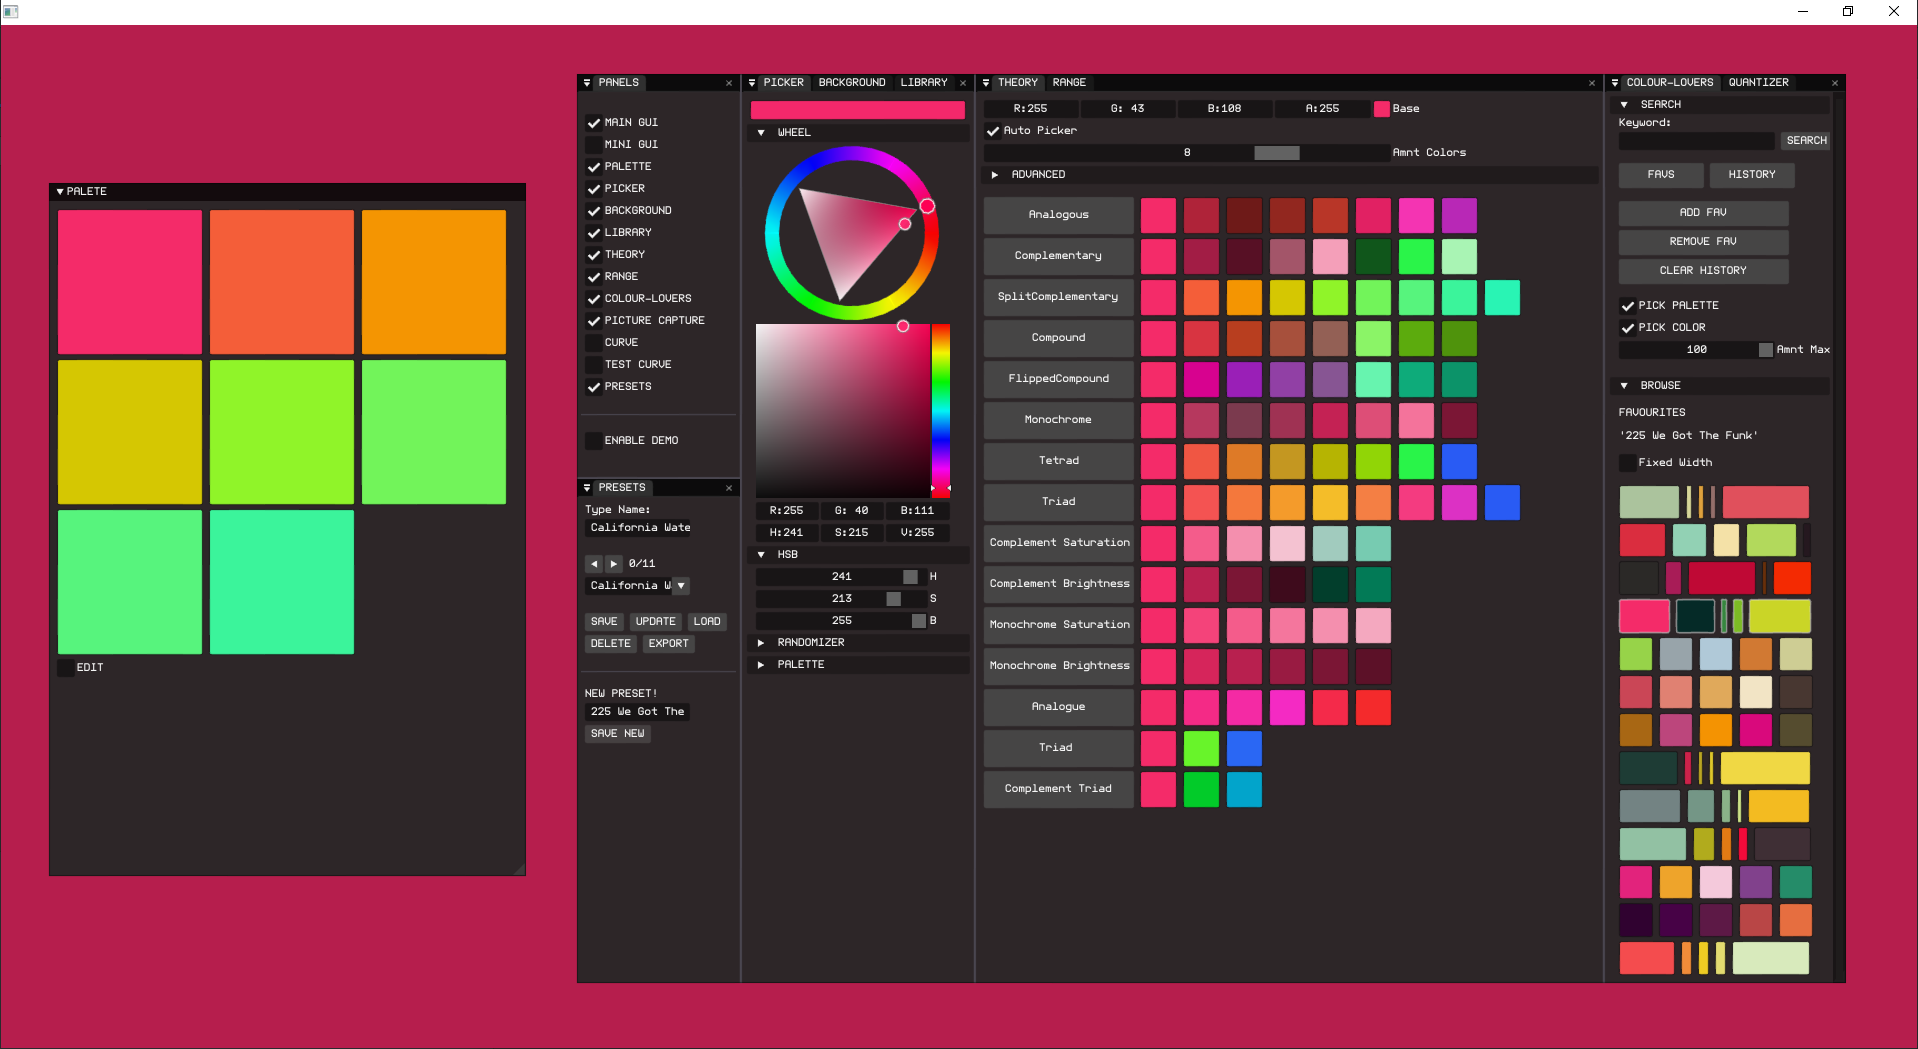 PALETE
EDIT
PANELS
MAIN GUI
MINI GUI
PALETTE
PICKER
BACKGROUND
LIBRARY
THEORY
RANGE
COLOUR-LOVERS
PICTURE CAPTURE
CURVE
TEST CURVE
PRESETS
ENABLE DEMO
PRESETS
Type Name:
California Wate
0/11
California W
SAVE UPDATE LOAD
DELETE EXPORT
NEW PRESET!
225 We Got The
SAVE NEW
PICKER BACKGROUND LIBRARY
WHEEL
R:255 G: 40 B:111
H:241 S:215 V:255
HSB
241 H
213 S
255 B
RANDOMIZER
PALETTE
THEORY RANGE
R:255 G: 43 B:108 A:255 Base
Auto Picker
8 Amnt Colors
ADVANCED
Analogous
Complementary
SplitComplementary
Compound
FlippedCompound
Monochrome
Tetrad
Triad
Complement Saturation
Complement Brightness
Monochrome Saturation
Monochrome Brightness
Analogue
Triad
Complement Triad
COLOUR-LOVERS QUANTIZER
SEARCH
Keyword:
SEARCH
FAVS HISTORY
ADD FAV
REMOVE FAV
CLEAR HISTORY
PICK PALETTE
PICK COLOR
100 Amnt Max
BROWSE
FAVOURITES
'225 We Got The Funk'
Fixed Width